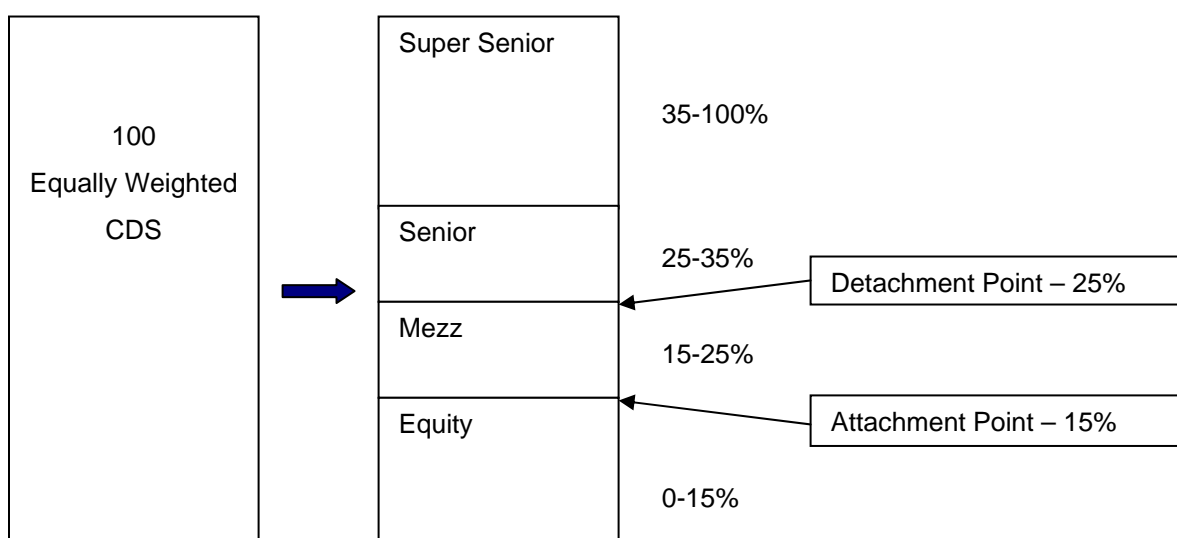 100
Equally Weighted
CDS
Super Senior
35-100%
Senior
25-35%
Detachment Point – 25%
Mezz
15-25%
Equity
Attachment Point – 15%
0-15%